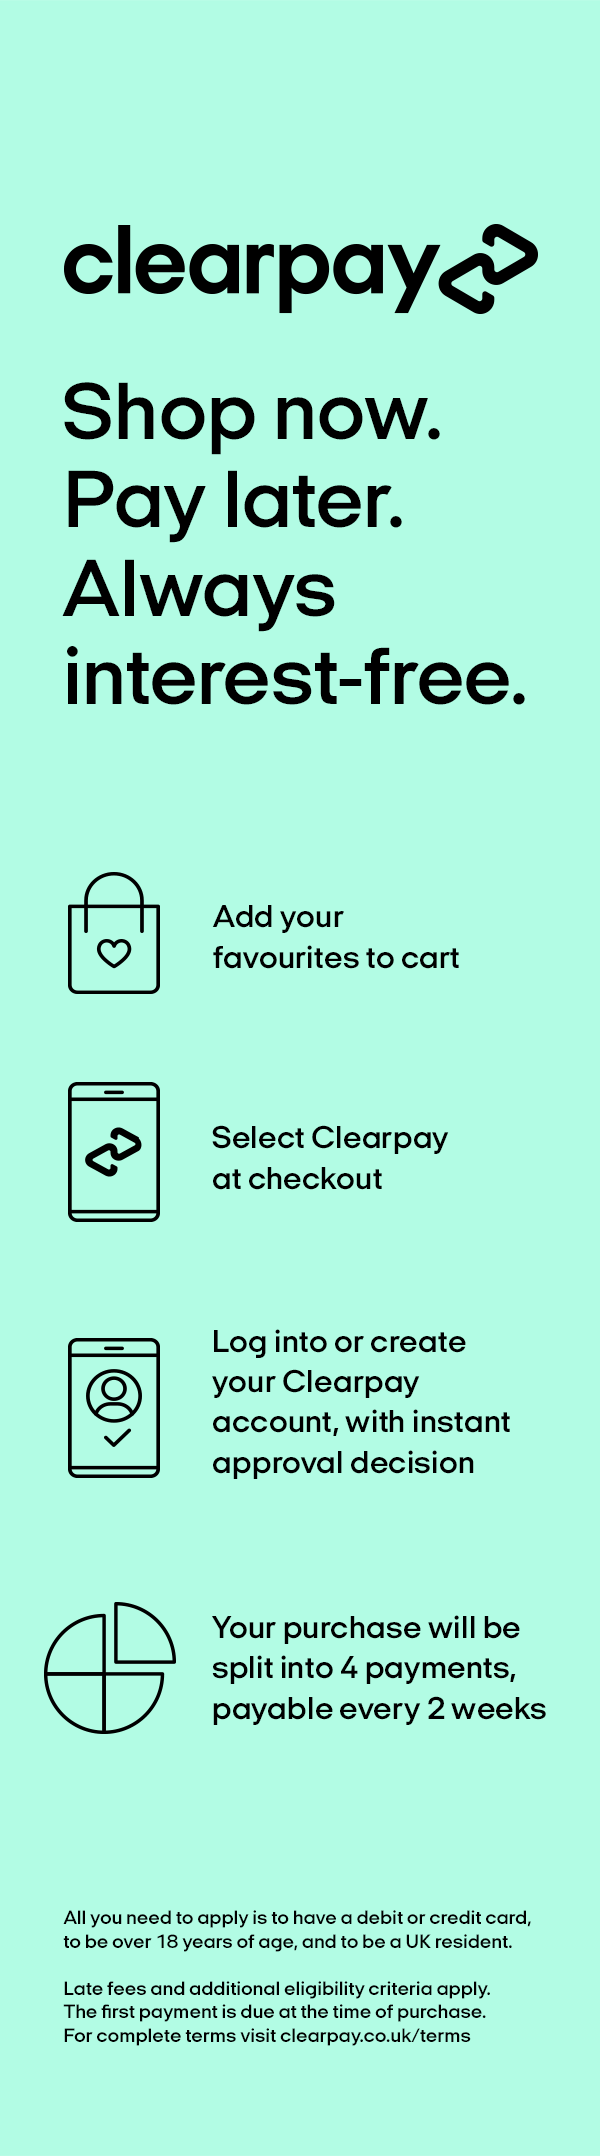 clearpay
Shop now.
Pay later.
Always
interest-free.
Add your
favourites to cart
Select Clearpay
at checkout
Log into or create
your Clearpay
account, with instant
approval decision
Your purchase will be
split into 4 payments,
payable every 2 weeks
All you need to apply is to have a debit or credit card,
to be over 18 years of age, and to be a UK resident.
Late fees and additional eligibility criteria apply.
The first payment is due at the time of purchase.
For complete terms visit clearpay.co.uk/terms